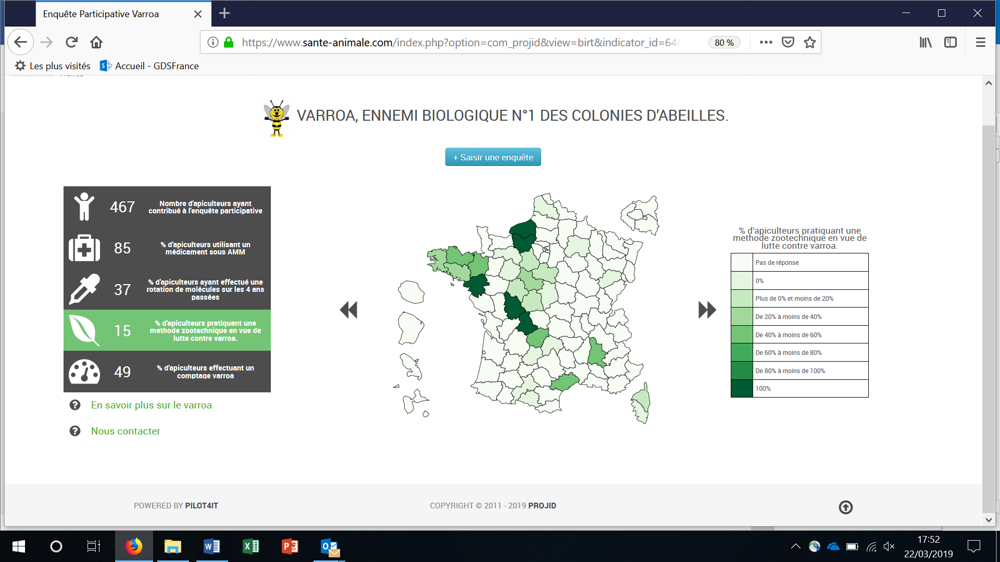 Enquête Participative Varroa
https://www.sante-animale.com/index.php?option=com_projid&view=birt&indicator_id=648
80 %
Les plus visités
Accueil - GDSFrance
VARROA, ENNEMI BIOLOGIQUE N°1 DES COLONIES D'ABEILLES.
+ Saisir une enquête
467
Nombre d'apiculteurs ayant
contribué à l'enquête participative
85
% d'apiculteurs utilisant un
médicament sous AMM
37
% d'apiculteurs ayant effectué une
rotation de molécules sur les 4 ans
passées
15
% d'apiculteurs pratiquant une
methode zootechnique en vue de
lutte contre varroa.
49
% d'apiculteurs effectuant un
comptage varroa
En savoir plus sur le varroa
Nous contacter
% d'apiculteurs pratiquant une
methode zootechnique en vue de
lutte contre varroa.
Pas de réponse
0%
Plus de 0% et moins de 20%
De 20% à moins de 40%
De 40% à moins de 60%
De 60% à moins de 80%
De 80% à moins de 100%
100%
POWERED BY PILOT4IT
COPYRIGHT © 2011 - 2019 PROJID
17:52
22/03/2019